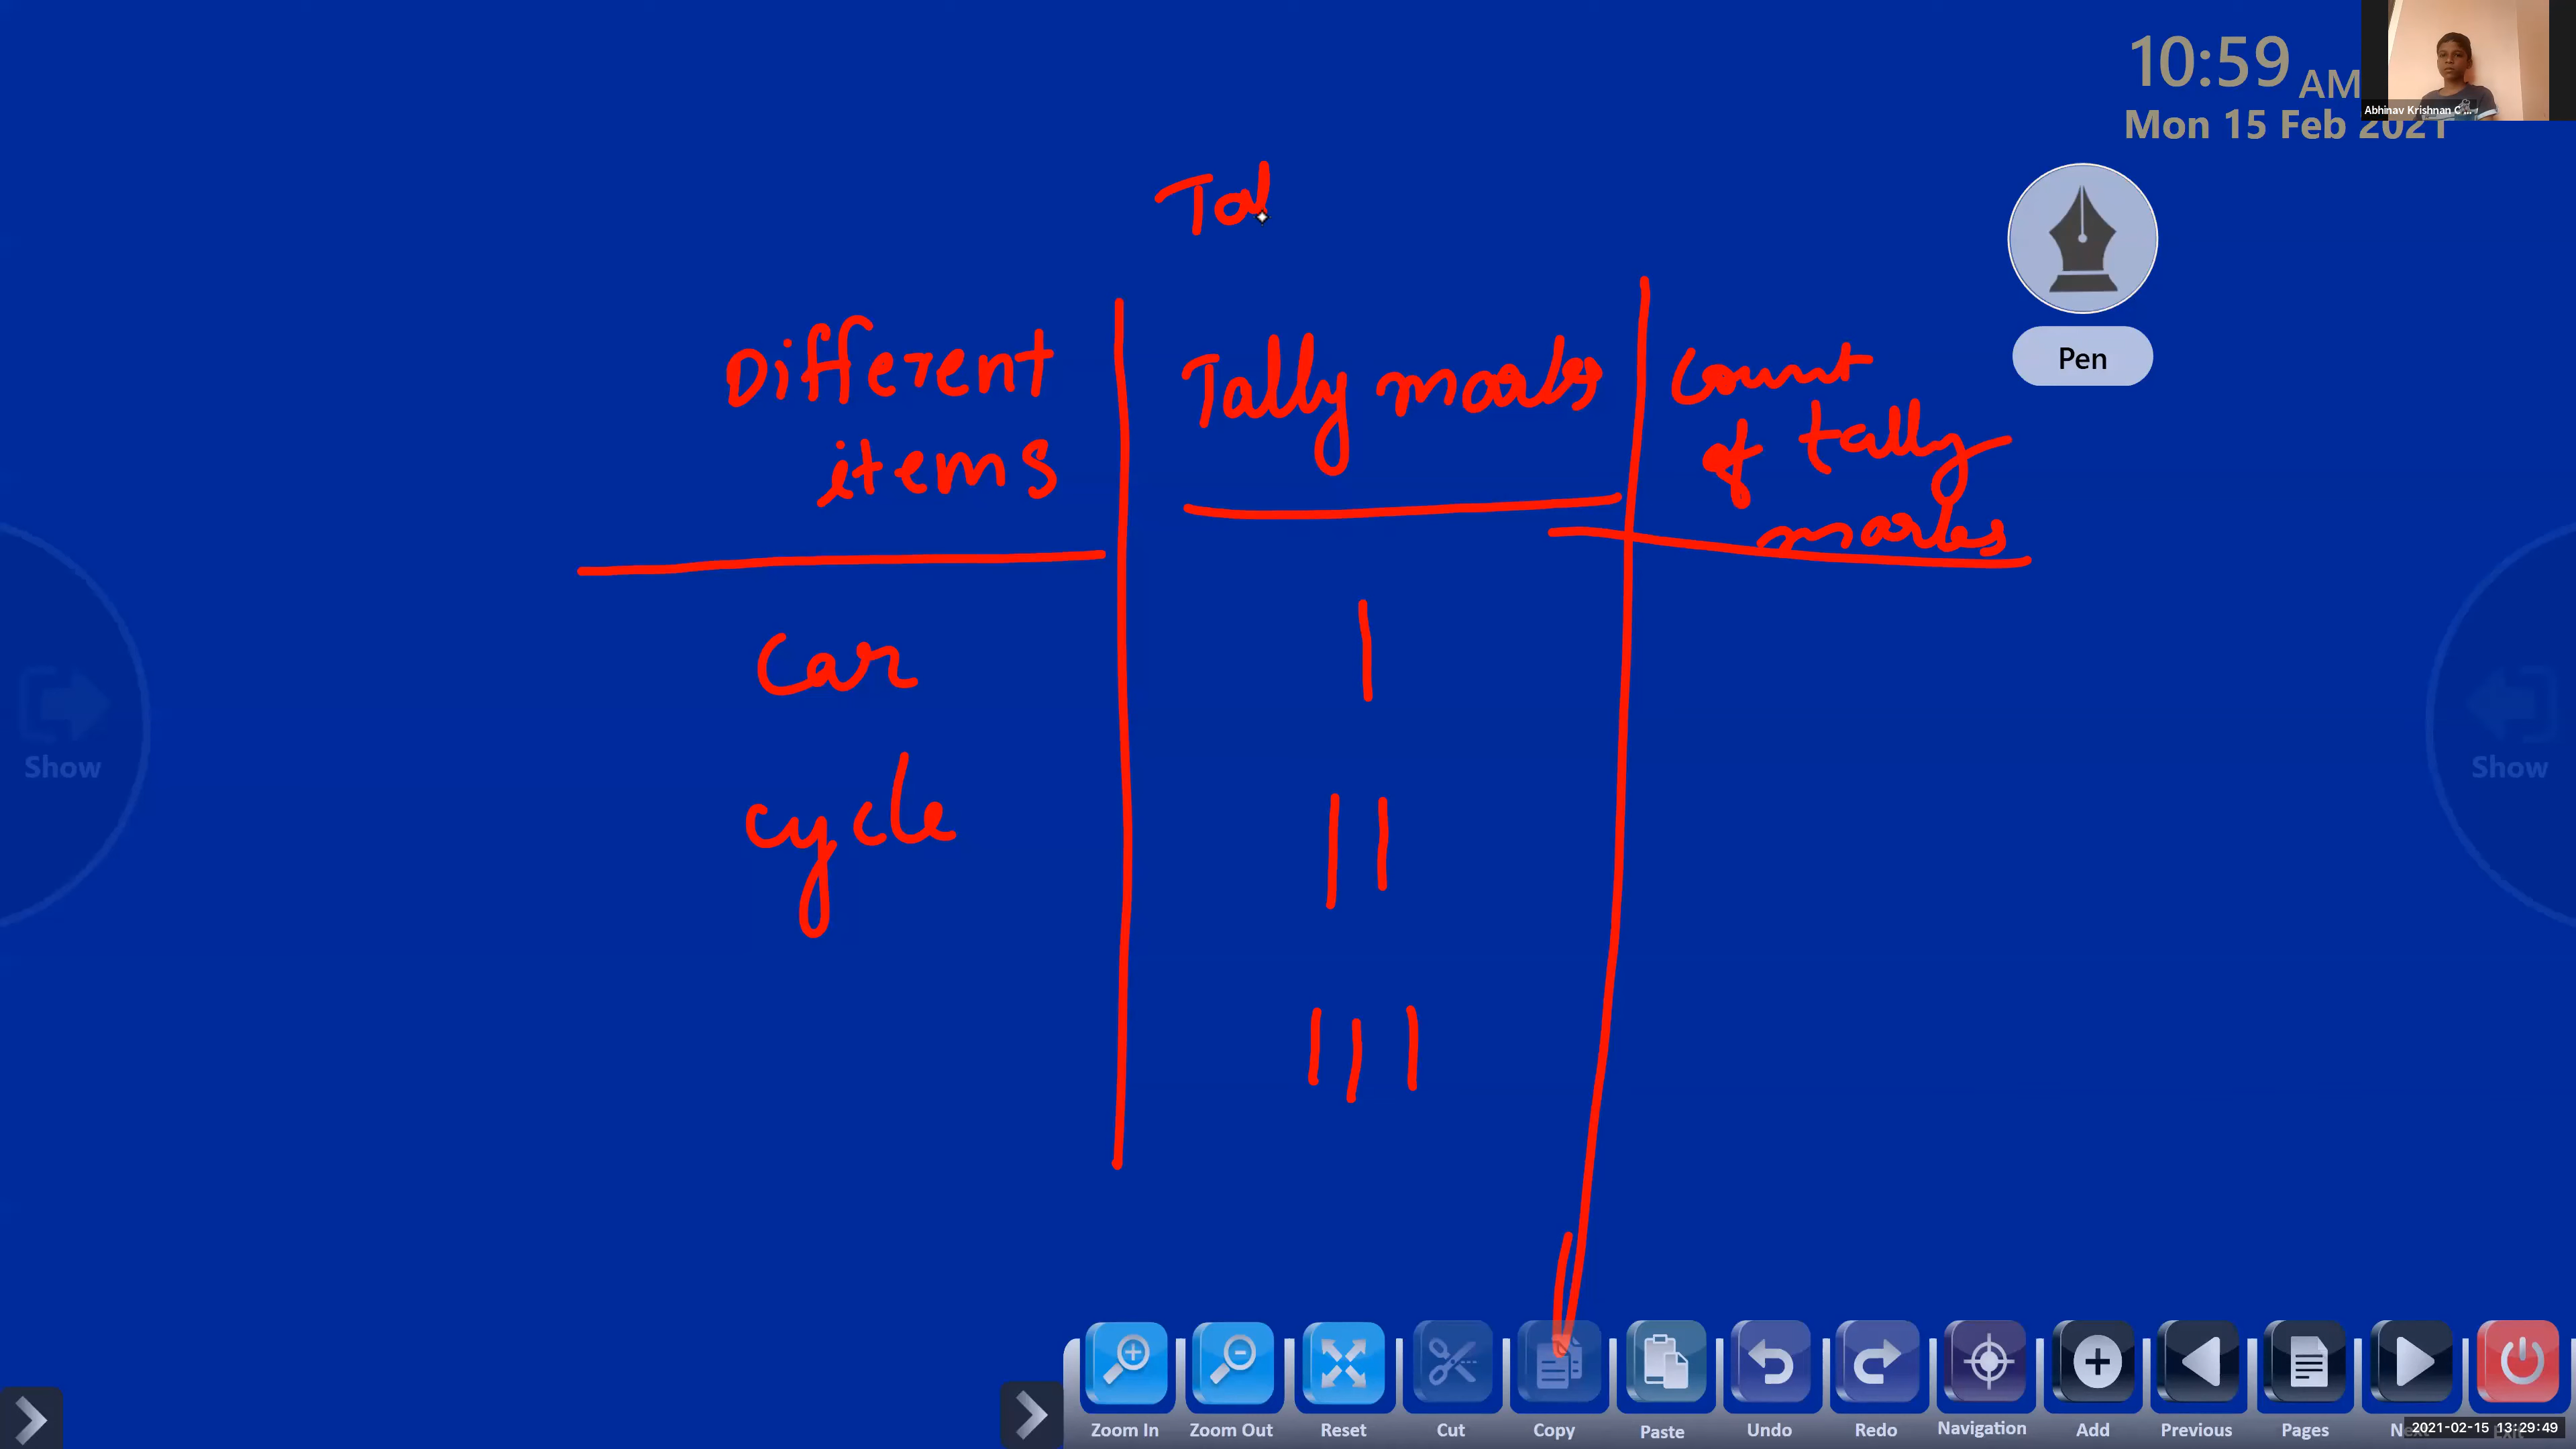 10:59 AM
Mon 15 Feb 2021
Abhinav Krishnan C ...
Tal
Pen
Different items
Tally marks
Count of tally marks
Car
|
cycle
||
|||
Show
Show
Zoom In
Zoom Out
Reset
Cut
Copy
Paste
Undo
Redo
Navigation
Add
Previous
Pages
2021-02-15 13:29:49